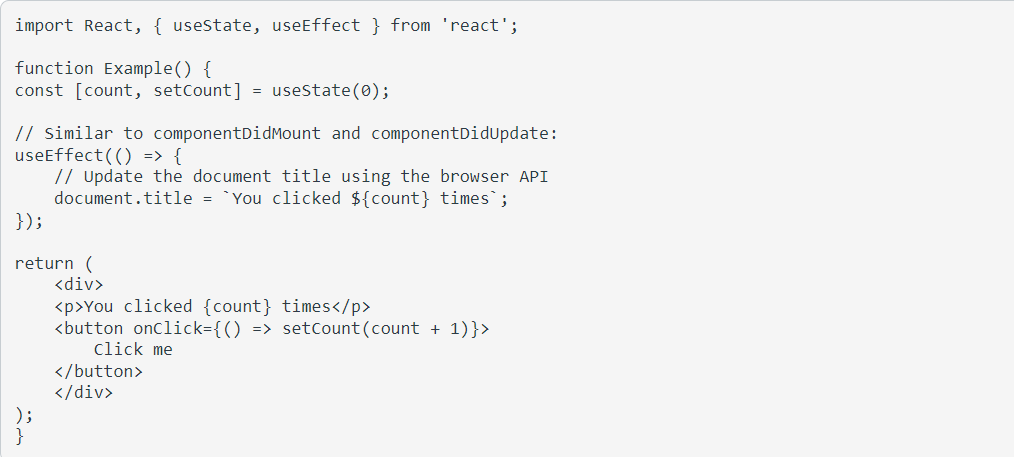 import React, { useState, useEffect } from 'react';
function Example() {
const [count, setCount] = useState(0);
// Similar to componentDidMount and componentDidUpdate:
useEffect(() => {
// Update the document title using the browser API
document.title = `You clicked ${count} times`;
});
return (
<div>
<p>You clicked {count} times</p>
<button onClick={() => setCount(count + 1)}>
Click me
</button>
</div>
);
}